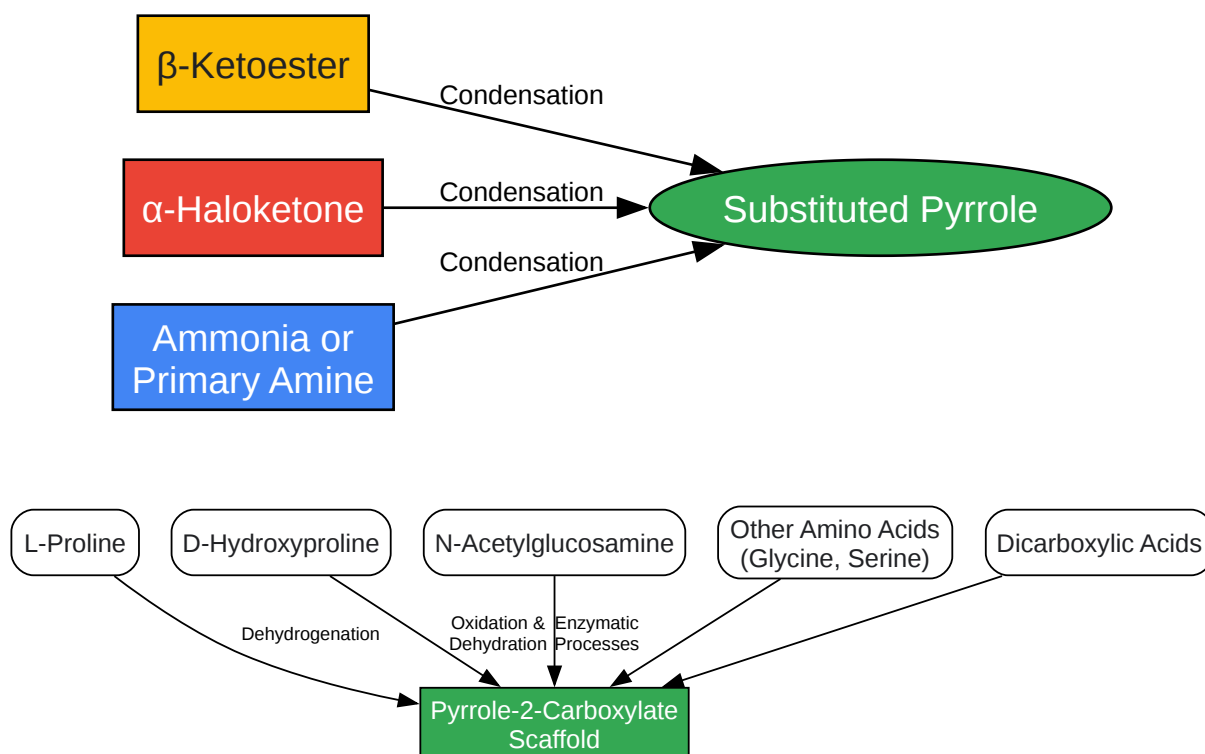 β-Ketoester
Condensation
α-Haloketone
Condensation
Substituted Pyrrole
Condensation
Ammonia or
Primary Amine
L-Proline
D-Hydroxyproline
N-Acetylglucosamine
Other Amino Acids
(Glycine, Serine)
Dicarboxylic Acids
Dehydrogenation
Oxidation &
Dehydration
Enzymatic
Processes
Pyrrole-2-Carboxylate
Scaffold